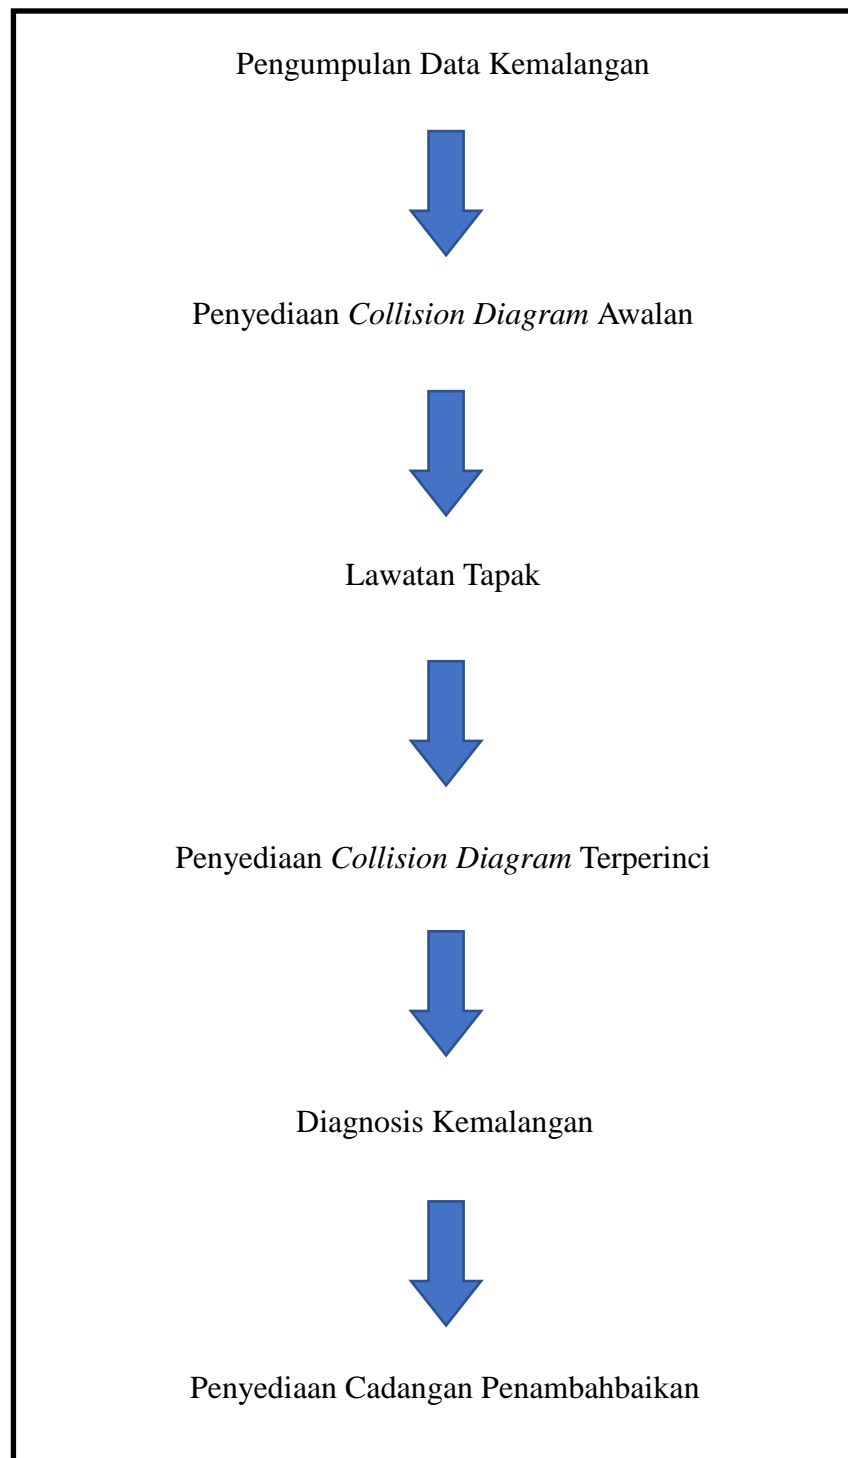 Pengumpulan Data Kemalangan
Penyediaan Collision Diagram Awalan
Lawatan Tapak
Penyediaan Collision Diagram Terperinci
Diagnosis Kemalangan
Penyediaan Cadangan Penambahbaikan